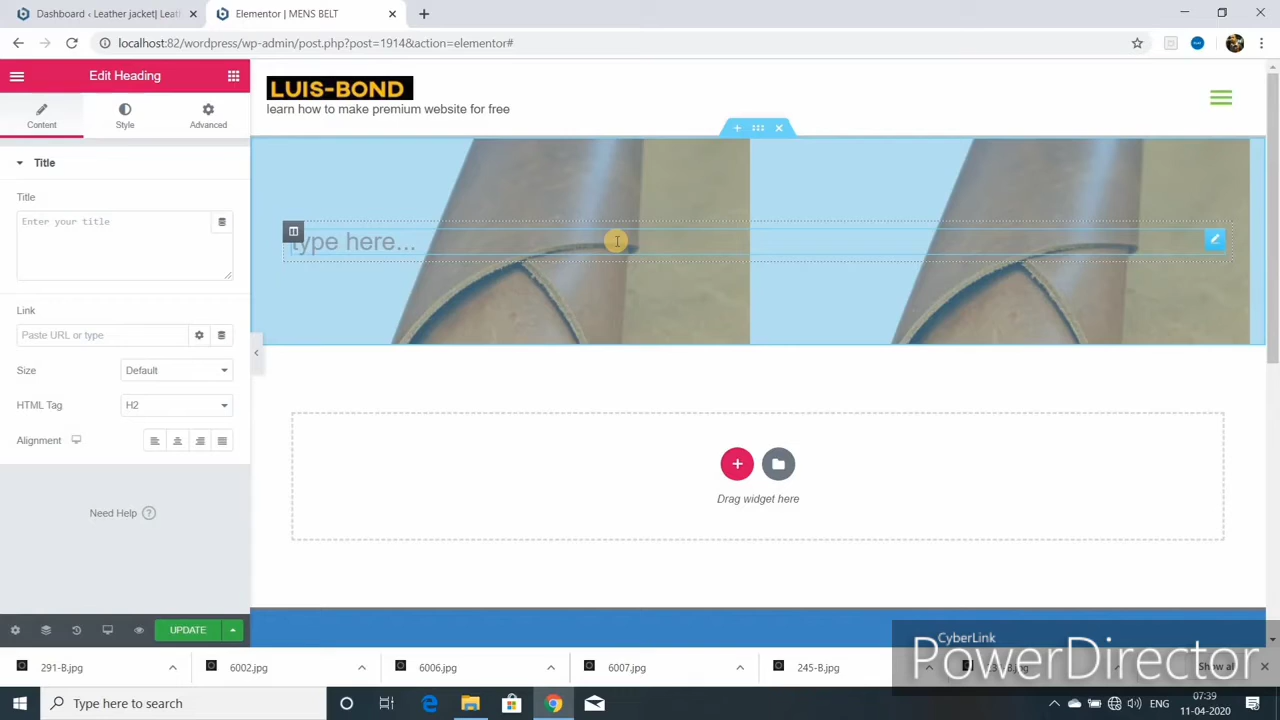 Dashboard ‹ Leather jacket| Leat
Elementor | MENS BELT
localhost:82/wordpress/wp-admin/post.php?post=1914&action=elementor#
Edit Heading
Content
Style
Advanced
Title
Title
Enter your title
Link
Paste URL or type
Size
Default
HTML Tag
H2
Alignment
Need Help
UPDATE
LUIS-BOND
learn how to make premium website for free
type here...
Drag widget here
291-B.jpg
6002.jpg
6006.jpg
6007.jpg
245-B.jpg
Show all
CyberLink
PowerDirector
Type here to search
ENG
07:39
11-04-2020